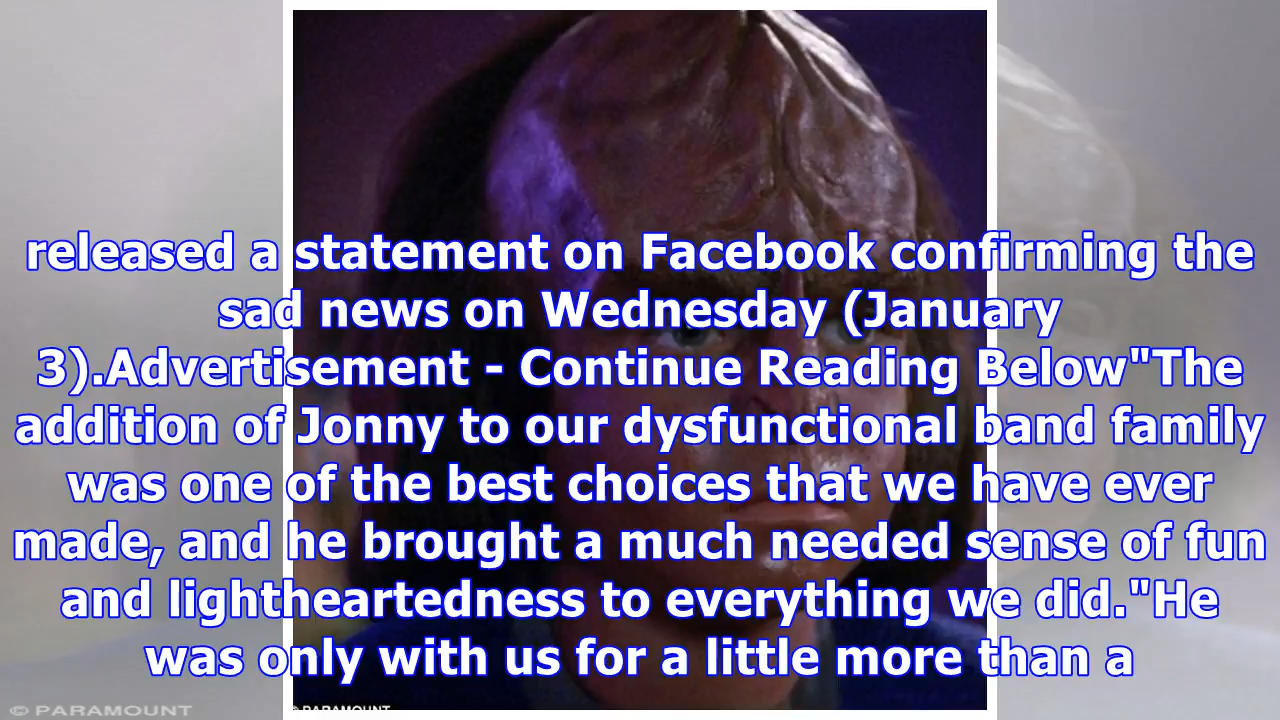 released a statement on Facebook confirming the
sad news on Wednesday (January
3).Advertisement - Continue Reading Below"The
addition of Jonny to our dysfunctional band family
was one of the best choices that we have ever
made, and he brought a much needed sense of fun
and lightheartedness to everything we did."He
was only with us for a little more than a
© PARAMOUNT
© PARAMOUNT